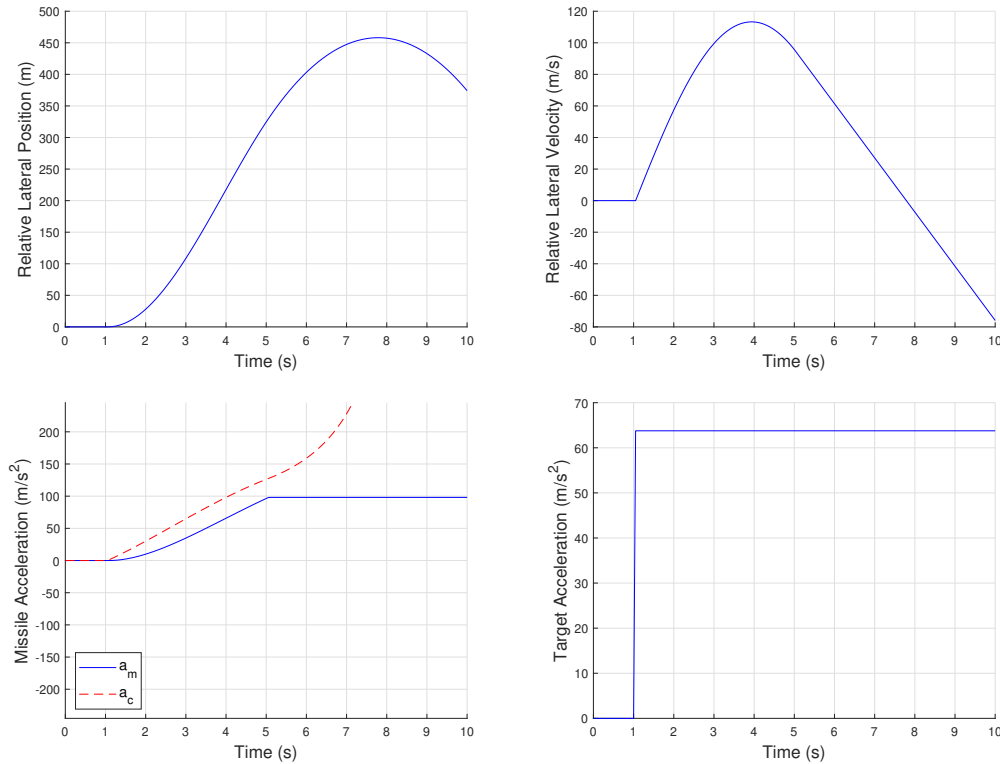 Relative Lateral Position (m)
500
450
400
350
300
250
200
150
100
50
0
0 1 2 3 4 5 6 7 8 9 10
Time (s)
Relative Lateral Velocity (m/s)
120
100
80
60
40
20
0
-20
-40
-60
-80
0 1 2 3 4 5 6 7 8 9 10
Time (s)
Missile Acceleration (m/s²)
200
150
100
50
0
-50
-100
-150
-200
a_m
a_c
0 1 2 3 4 5 6 7 8 9 10
Time (s)
Target Acceleration (m/s²)
70
60
50
40
30
20
10
0
0 1 2 3 4 5 6 7 8 9 10
Time (s)